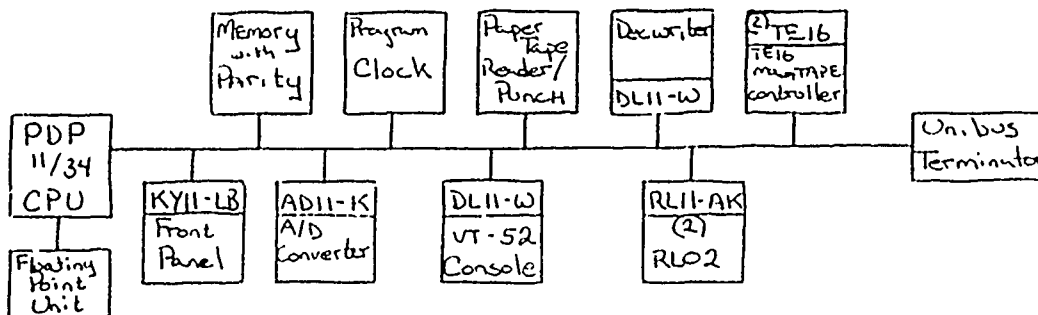 Memory
with
Parity
Program
Clock
Paper
Tape
Reader/
Punch
Decwriter
DL11-W
(2) TE16
TE16
magTAPE
controller
PDP
11/34
CPU
Unibus
Terminator
KY11-LB
Front
Panel
AD11-K
A/D
Converter
DL11-W
VT-52
Console
RL11-AK
(2)
RL02
Floating
Point
Unit